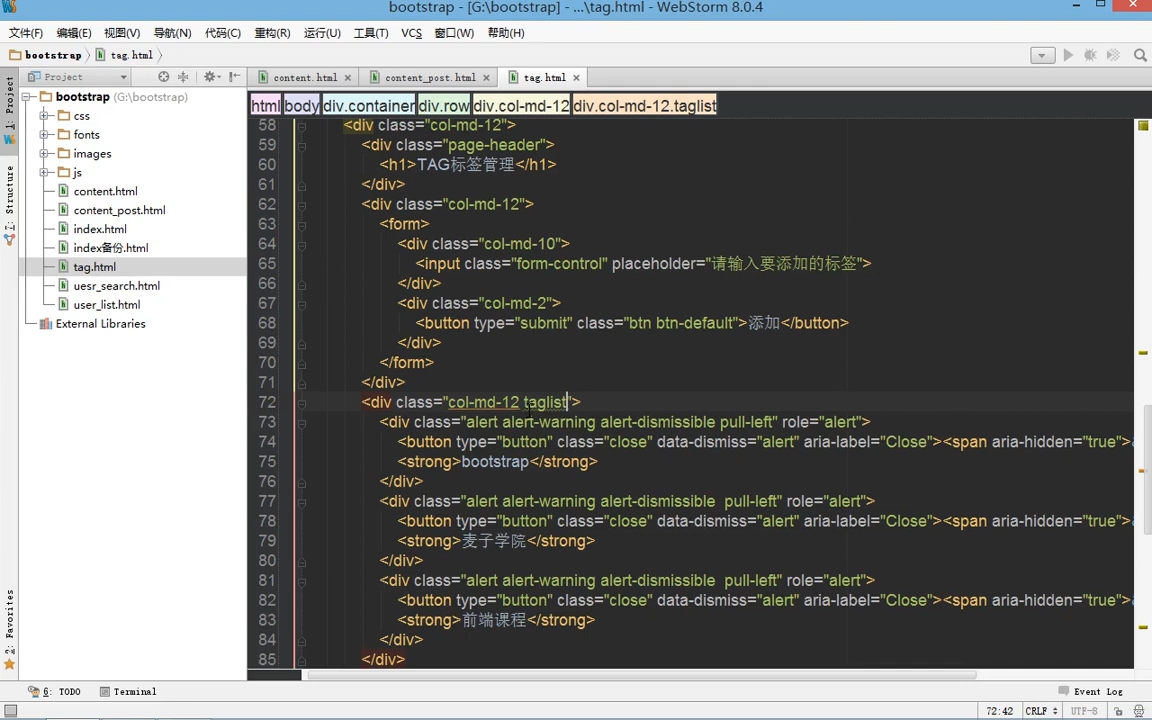 bootstrap - [G:\bootstrap] - ...\tag.html - WebStorm 8.0.4
文件(F) 编辑(E) 视图(V) 导航(N) 代码(C) 重构(R) 运行(U) 工具(T) VCS 窗口(W) 帮助(H)
bootstrap tag.html
Project content.html content_post.html tag.html
1: Project
7: Structure
2: Favorites
bootstrap (G:\bootstrap)
css
fonts
images
js
content.html
content_post.html
index.html
index备份.html
tag.html
uesr_search.html
user_list.html
External Libraries
html body div.container div.row div.col-md-12 div.col-md-12.taglist
58 <div class="col-md-12">
59 <div class="page-header">
60 <h1>TAG标签管理</h1>
61 </div>
62 <div class="col-md-12">
63 <form>
64 <div class="col-md-10">
65 <input class="form-control" placeholder="请输入要添加的标签">
66 </div>
67 <div class="col-md-2">
68 <button type="submit" class="btn btn-default">添加</button>
69 </div>
70 </form>
71 </div>
72 <div class="col-md-12 taglist">
73 <div class="alert alert-warning alert-dismissible pull-left" role="alert">
74 <button type="button" class="close" data-dismiss="alert" aria-label="Close"><span aria-hidden="true">
75 <strong>bootstrap</strong>
76 </div>
77 <div class="alert alert-warning alert-dismissible  pull-left" role="alert">
78 <button type="button" class="close" data-dismiss="alert" aria-label="Close"><span aria-hidden="true">
79 <strong>麦子学院</strong>
80 </div>
81 <div class="alert alert-warning alert-dismissible  pull-left" role="alert">
82 <button type="button" class="close" data-dismiss="alert" aria-label="Close"><span aria-hidden="true">
83 <strong>前端课程</strong>
84 </div>
85 </div>
6: TODO Terminal Event Log
72:42 CRLF UTF-8